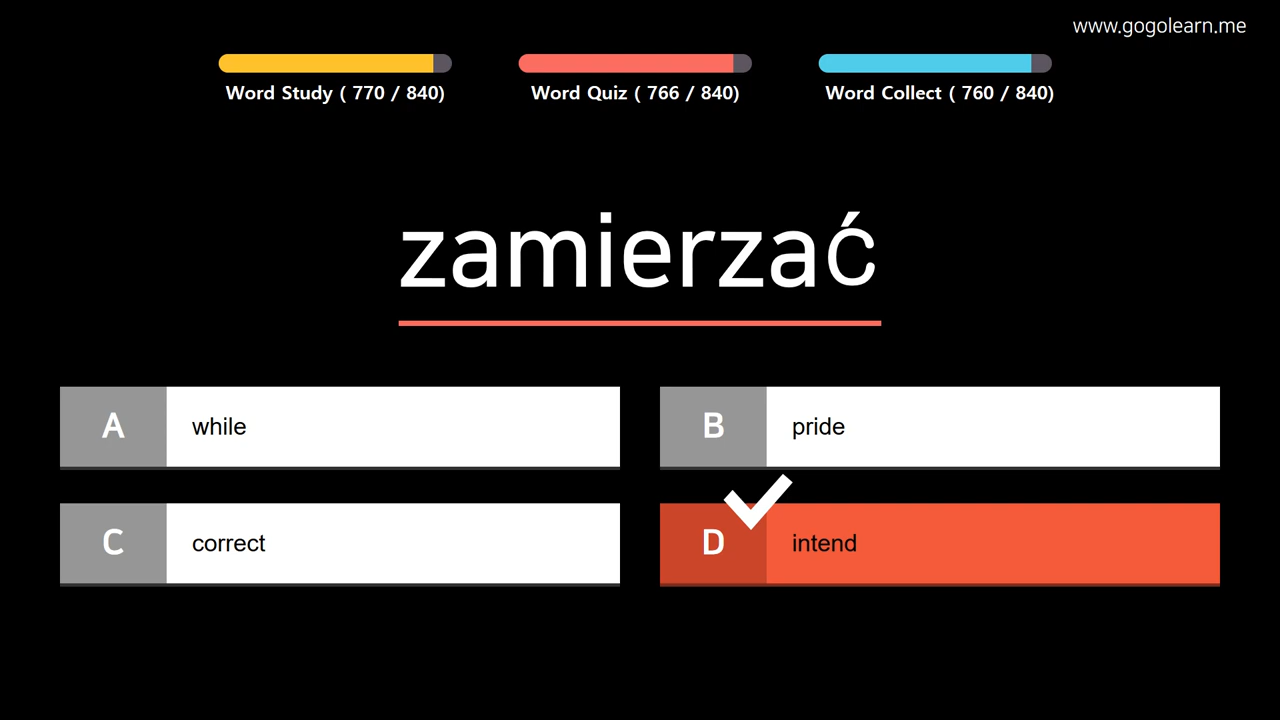 www.gogolearn.me
Word Study ( 770 / 840)
Word Quiz ( 766 / 840)
Word Collect ( 760 / 840)
zamierzać
A while
B pride
C correct
D intend